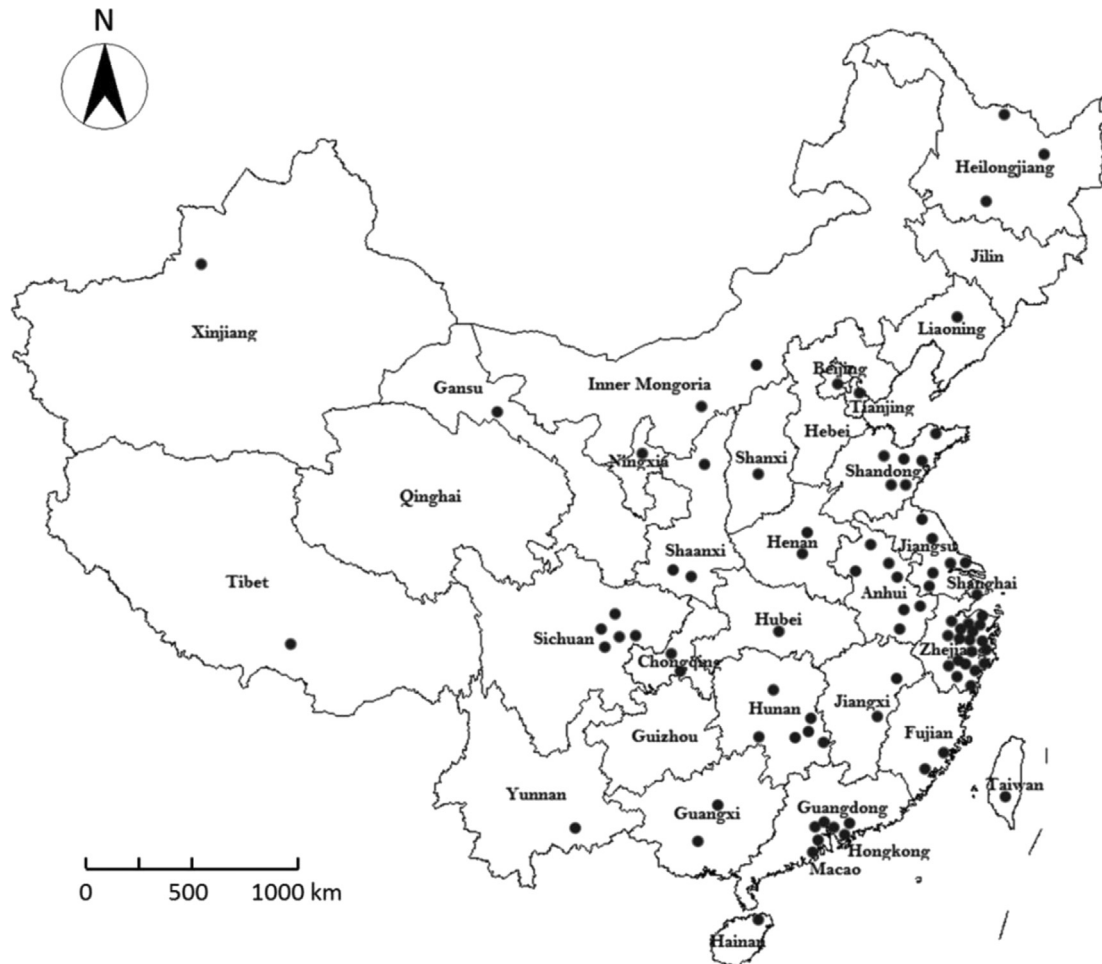 N
Heilongjiang
Jilin
Xinjiang
Liaoning
Beijing
Gansu
Inner Mongoria
Tianjing
Hebei
Ningxia
Shanxi
Shandong
Qinghai
Henan
Jiangsu
Shaanxi
Tibet
Shanghai
Anhui
Hubei
Sichuan
Zhejiang
Chongqing
Jiangxi
Hunan
Guizhou
Fujian
Taiwan
Yunnan
Guangdong
Guangxi
Hongkong
Macao
0 500 1000 km
Hainan